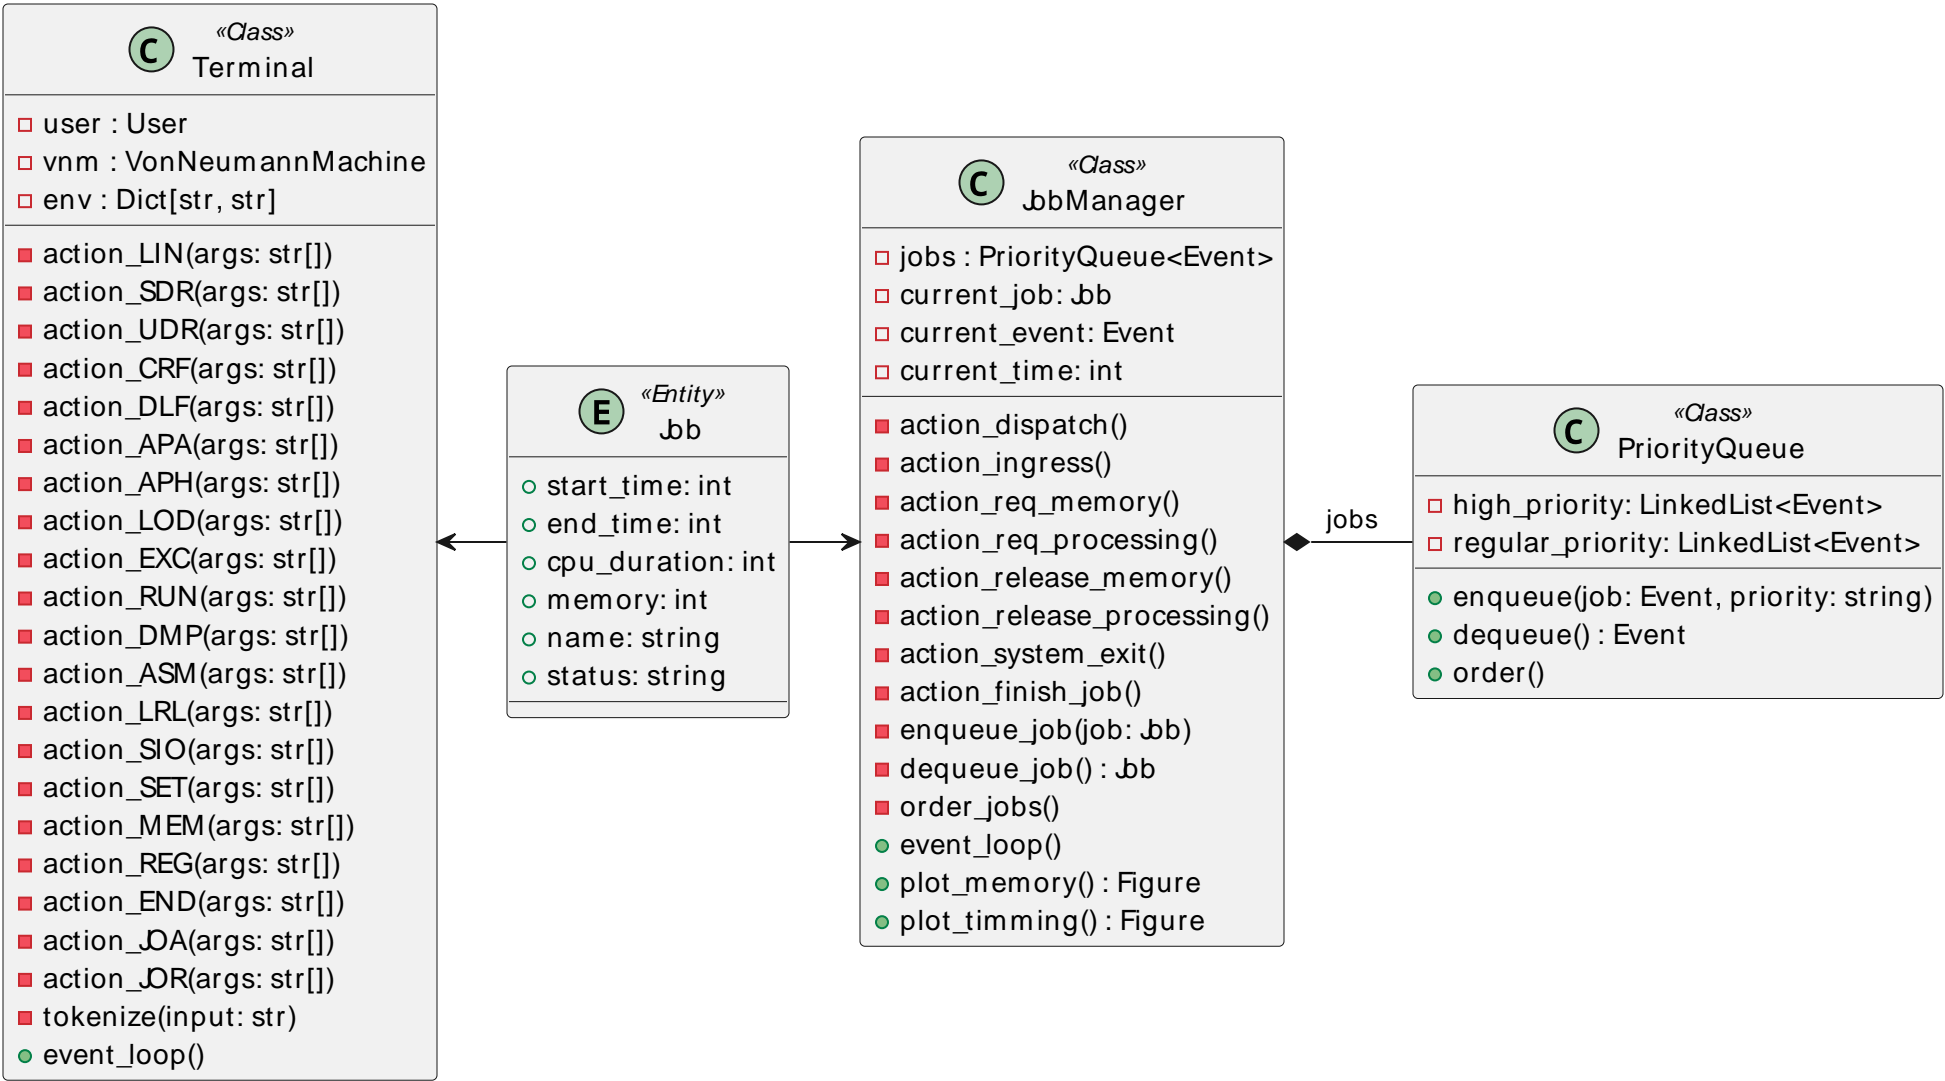 C
«Class»
Terminal
user : User
vnm : VonNeumannMachine
env : Dict[str, str]
action_LIN(args: str[])
action_SDR(args: str[])
action_UDR(args: str[])
action_CRF(args: str[])
action_DLF(args: str[])
action_APA(args: str[])
action_APH(args: str[])
action_LOD(args: str[])
action_EXC(args: str[])
action_RUN(args: str[])
action_DMP(args: str[])
action_ASM(args: str[])
action_LRL(args: str[])
action_SIO(args: str[])
action_SET(args: str[])
action_MEM(args: str[])
action_REG(args: str[])
action_END(args: str[])
action_JOA(args: str[])
action_JOR(args: str[])
tokenize(input: str)
event_loop()
E
«Entity»
Job
start_time: int
end_time: int
cpu_duration: int
memory: int
name: string
status: string
C
«Class»
JobManager
jobs : PriorityQueue<Event>
current_job: Job
current_event: Event
current_time: int
action_dispatch()
action_ingress()
action_req_memory()
action_req_processing()
action_release_memory()
action_release_processing()
action_system_exit()
action_finish_job()
enqueue_job(job: Job)
dequeue_job() : Job
order_jobs()
event_loop()
plot_memory() : Figure
plot_timming() : Figure
jobs
C
«Class»
PriorityQueue
high_priority: LinkedList<Event>
regular_priority: LinkedList<Event>
enqueue(job: Event, priority: string)
dequeue() : Event
order()